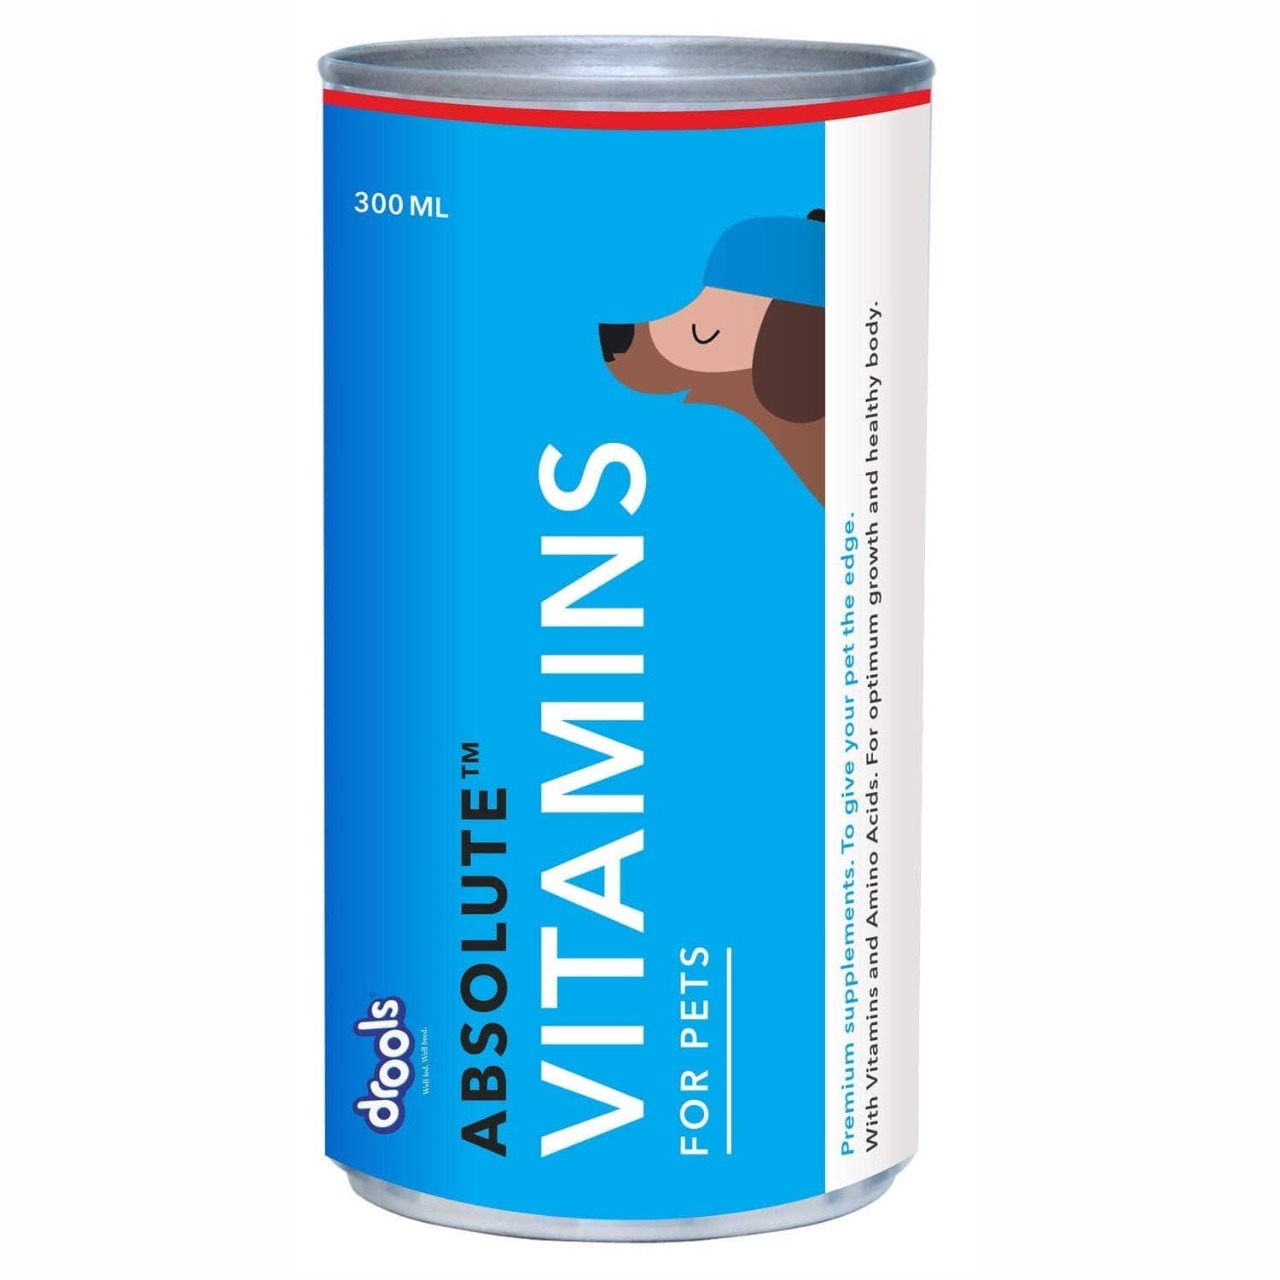 300 ML
drools
Well fed. Well bred.
ABSOLUTE™
VITAMINS
FOR PETS
Premium supplements. To give your pet the edge.
With Vitamins and Amino Acids. For optimum growth and healthy body.